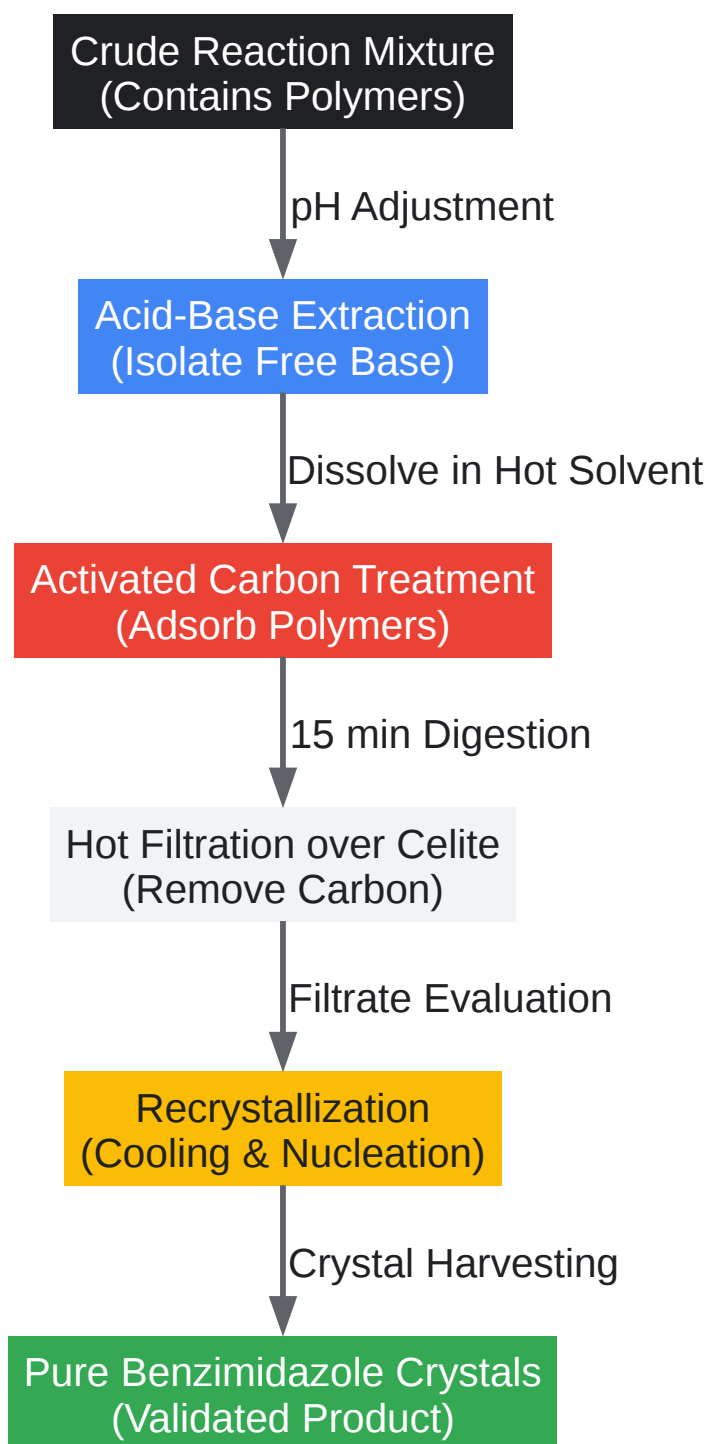 Crude Reaction Mixture
(Contains Polymers)
pH Adjustment
Acid-Base Extraction
(Isolate Free Base)
Dissolve in Hot Solvent
Activated Carbon Treatment
(Adsorb Polymers)
15 min Digestion
Hot Filtration over Celite
(Remove Carbon)
Filtrate Evaluation
Recrystallization
(Cooling & Nucleation)
Crystal Harvesting
Pure Benzimidazole Crystals
(Validated Product)